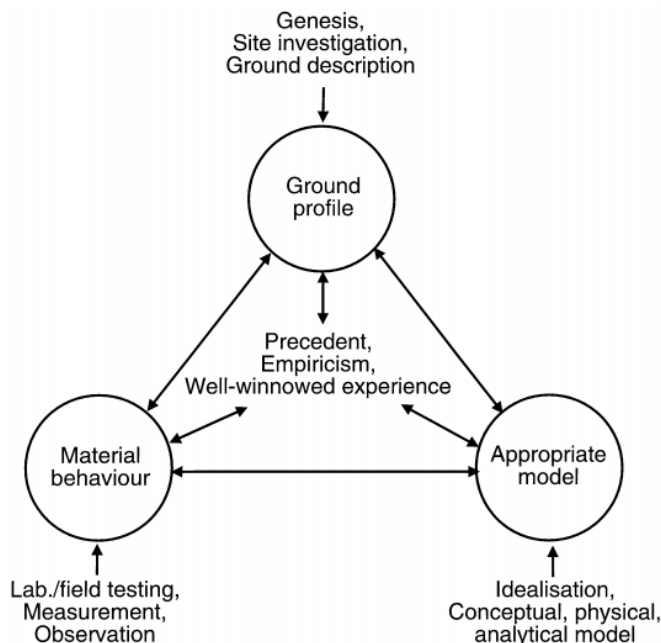 Genesis,
Site investigation,
Ground description
Ground
profile
Precedent,
Empiricism,
Well-winnowed experience
Material
behaviour
Appropriate
model
Lab./field testing,
Measurement,
Observation
Idealisation,
Conceptual, physical,
analytical model